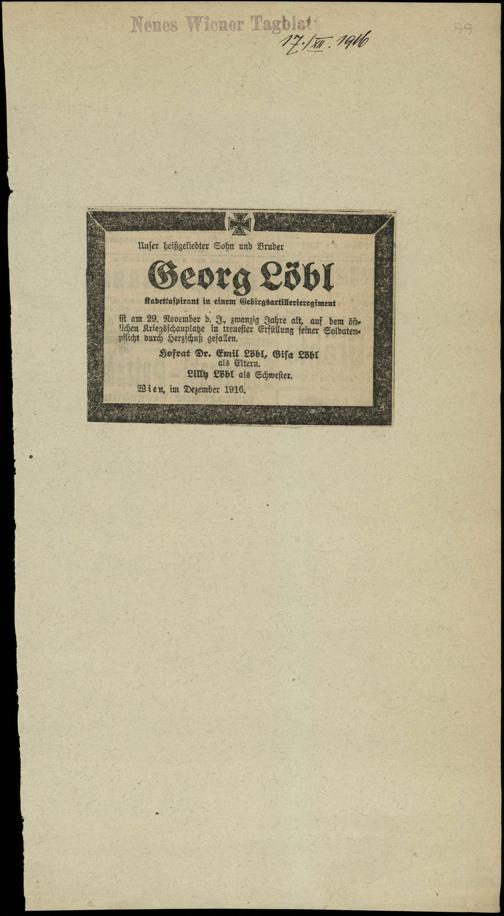 Neues Wiener Tagblatt
17./XII. 1916
99
Unser heißgeliebter Sohn und Bruder
Georg Löbl
Kadettaspirant in einem Gebirgsartillerieregiment
ist am 29. November d. J., zwanzig Jahre alt, auf dem öst-
lichen Kriegsschauplatze in treuester Erfüllung seiner Soldaten-
pflicht durch Herzschuß gefallen.
Hofrat Dr. Emil Löbl, Gisa Löbl
als Eltern.
Lilly Löbl als Schwester.
Wien, im Dezember 1916.